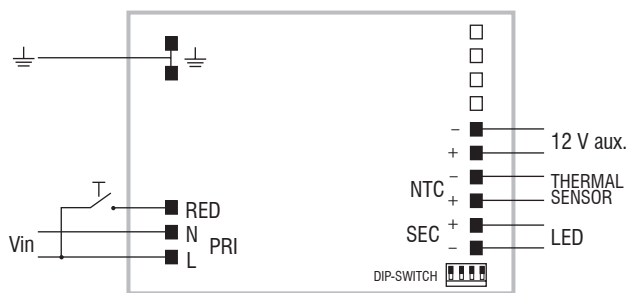 − 12 V aux.
+
− THERMAL
NTC
+ SENSOR
RED
SEC
+ LED
−
Vin
N
PRI
L
DIP-SWITCH